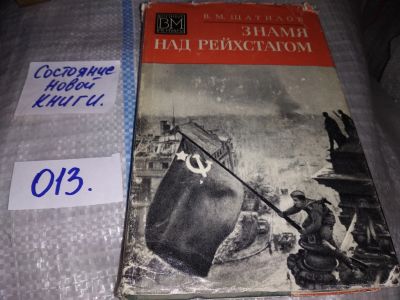 Состояние
новой
книги.
013.
ВМ
В. М. ШАТИЛОВ
ЗНАМЯ
НАД РЕЙХСТАГОМ